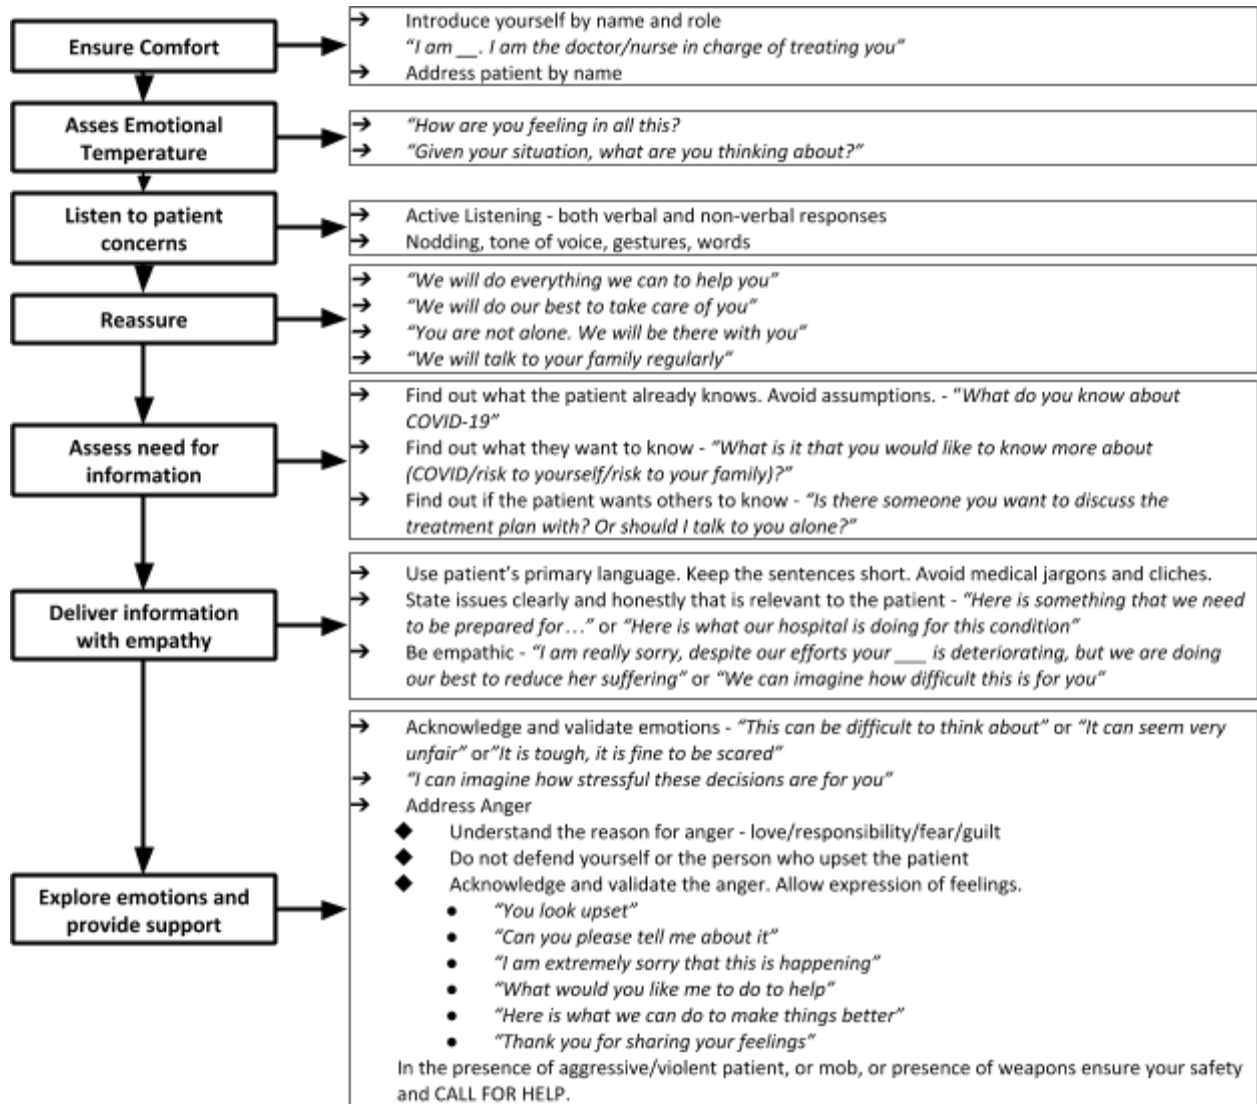 Ensure Comfort
➔ Introduce yourself by name and role
“I am __. I am the doctor/nurse in charge of treating you”
➔ Address patient by name
Asses Emotional
Temperature
➔ “How are you feeling in all this?
➔ “Given your situation, what are you thinking about?”
Listen to patient
concerns
➔ Active Listening - both verbal and non-verbal responses
➔ Nodding, tone of voice, gestures, words
Reassure
➔ “We will do everything we can to help you”
➔ “We will do our best to take care of you”
➔ “You are not alone. We will be there with you”
➔ “We will talk to your family regularly”
Assess need for
information
➔ Find out what the patient already knows. Avoid assumptions. - “What do you know about
COVID-19”
➔ Find out what they want to know - “What is it that you would like to know more about
(COVID/risk to yourself/risk to your family)?”
➔ Find out if the patient wants others to know - “Is there someone you want to discuss the
treatment plan with? Or should I talk to you alone?”
Deliver information
with empathy
➔ Use patient’s primary language. Keep the sentences short. Avoid medical jargons and cliches.
➔ State issues clearly and honestly that is relevant to the patient - “Here is something that we need
to be prepared for…” or “Here is what our hospital is doing for this condition”
➔ Be empathic - “I am really sorry, despite our efforts your ___ is deteriorating, but we are doing
our best to reduce her suffering” or “We can imagine how difficult this is for you”
Explore emotions and
provide support
➔ Acknowledge and validate emotions - “This can be difficult to think about” or “It can seem very
unfair” or”It is tough, it is fine to be scared”
➔ “I can imagine how stressful these decisions are for you”
➔ Address Anger
◆ Understand the reason for anger - love/responsibility/fear/guilt
◆ Do not defend yourself or the person who upset the patient
◆ Acknowledge and validate the anger. Allow expression of feelings.
● “You look upset”
● “Can you please tell me about it”
● “I am extremely sorry that this is happening”
● “What would you like me to do to help”
● “Here is what we can do to make things better”
● “Thank you for sharing your feelings”
In the presence of aggressive/violent patient, or mob, or presence of weapons ensure your safety
and CALL FOR HELP.